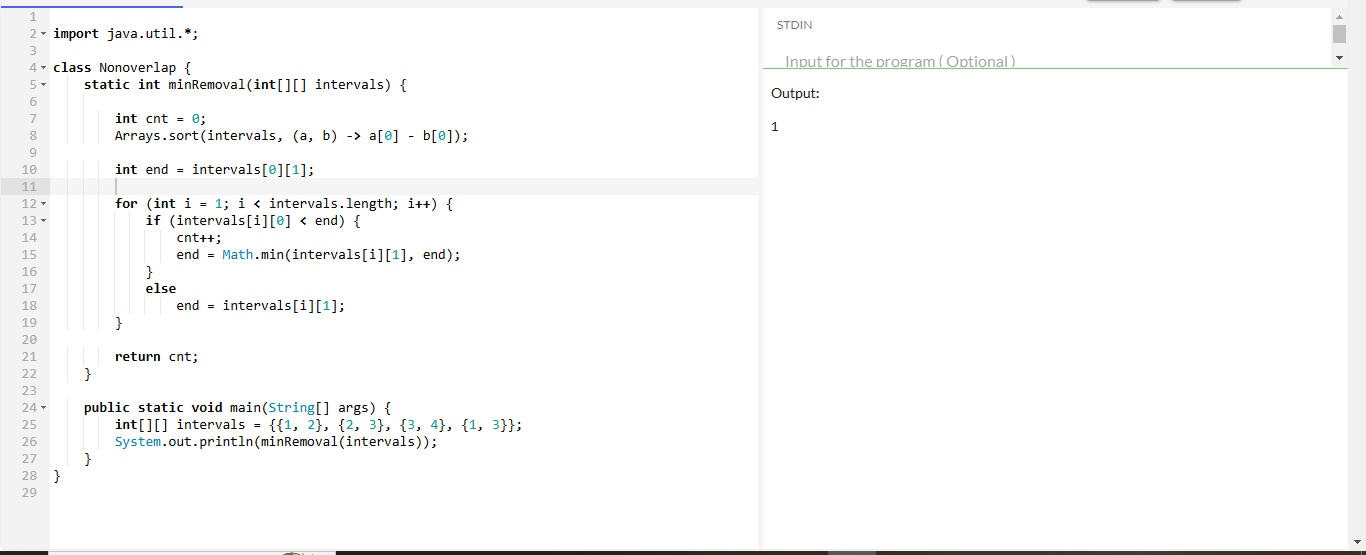 1
2 import java.util.*;
3
4 class Nonoverlap {
5     static int minRemoval(int[][] intervals) {
6
7         int cnt = 0;
8         Arrays.sort(intervals, (a, b) -> a[0] - b[0]);
9
10         int end = intervals[0][1];
11
12         for (int i = 1; i < intervals.length; i++) {
13             if (intervals[i][0] < end) {
14                 cnt++;
15                 end = Math.min(intervals[i][1], end);
16             }
17             else
18                 end = intervals[i][1];
19         }
20
21         return cnt;
22     }
23
24     public static void main(String[] args) {
25         int[][] intervals = {{1, 2}, {2, 3}, {3, 4}, {1, 3}};
26         System.out.println(minRemoval(intervals));
27     }
28 }
29
STDIN
Input for the program ( Optional )
Output:
1